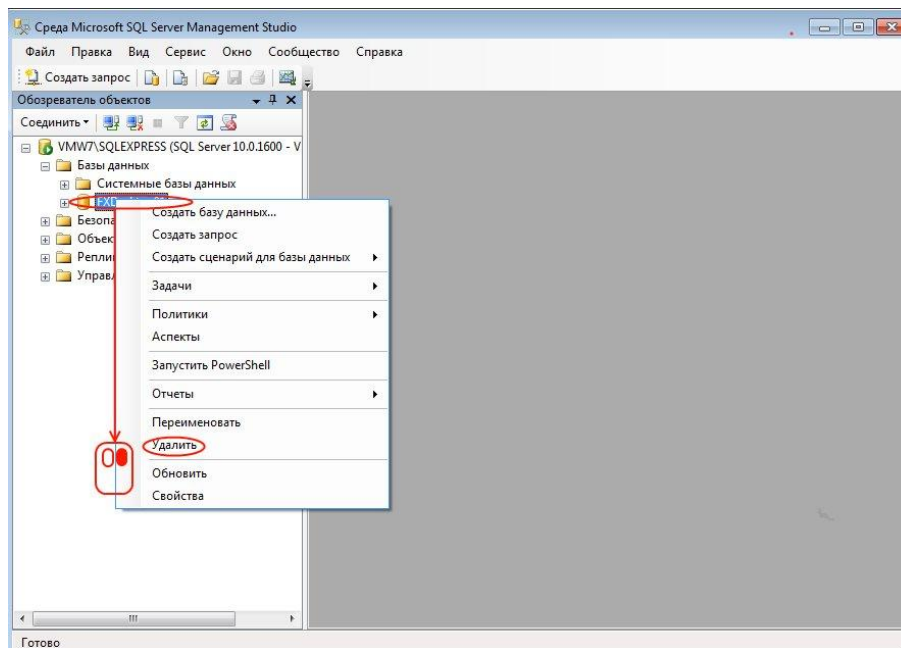 Среда Microsoft SQL Server Management Studio
Файл Правка Вид Сервис Окно Сообщество Справка
Создать запрос
Обозреватель объектов
Соединить
VMW7\SQLEXPRESS (SQL Server 10.0.1600 - V
Базы данных
Системные базы данных
Создать базу данных...
Создать запрос
Создать сценарий для базы данных
Задачи
Политики
Аспекты
Запустить PowerShell
Отчеты
Переименовать
Удалить
Обновить
Свойства
Безопа
Объек
Репли
Управл
Готово